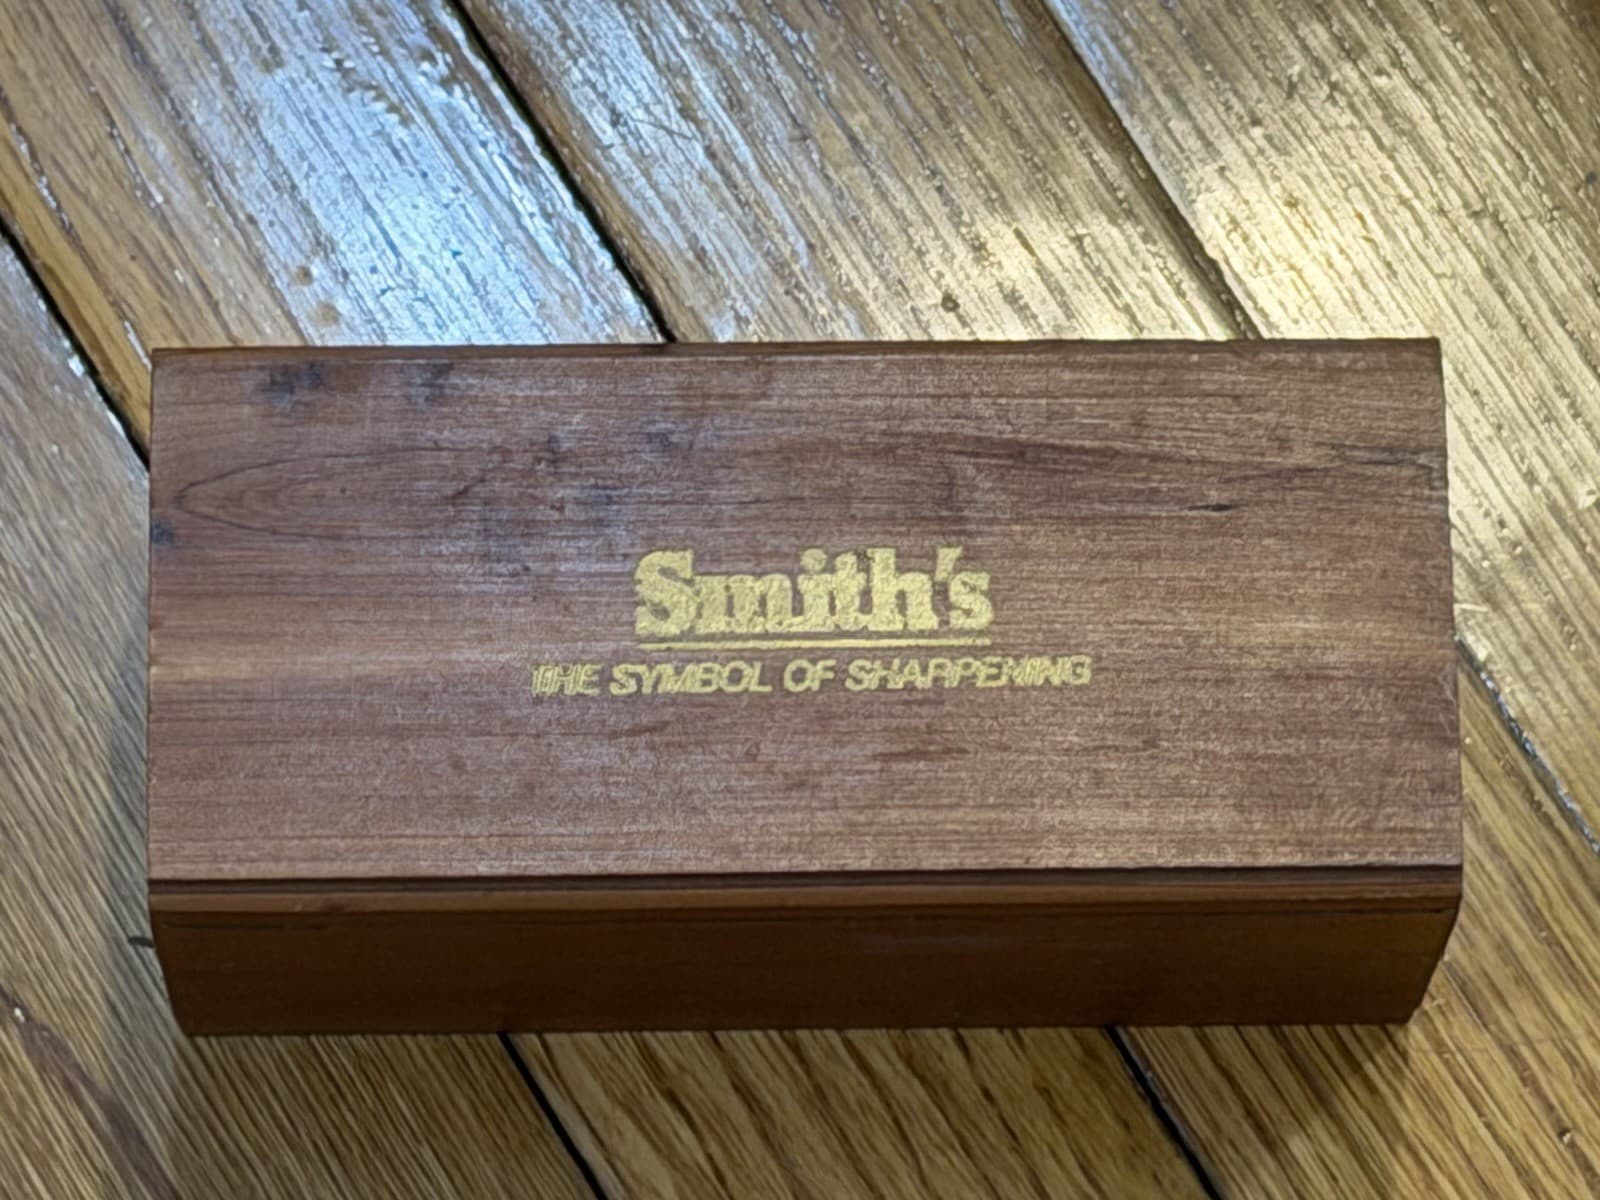 Smith's
THE SYMBOL OF SHARPENING